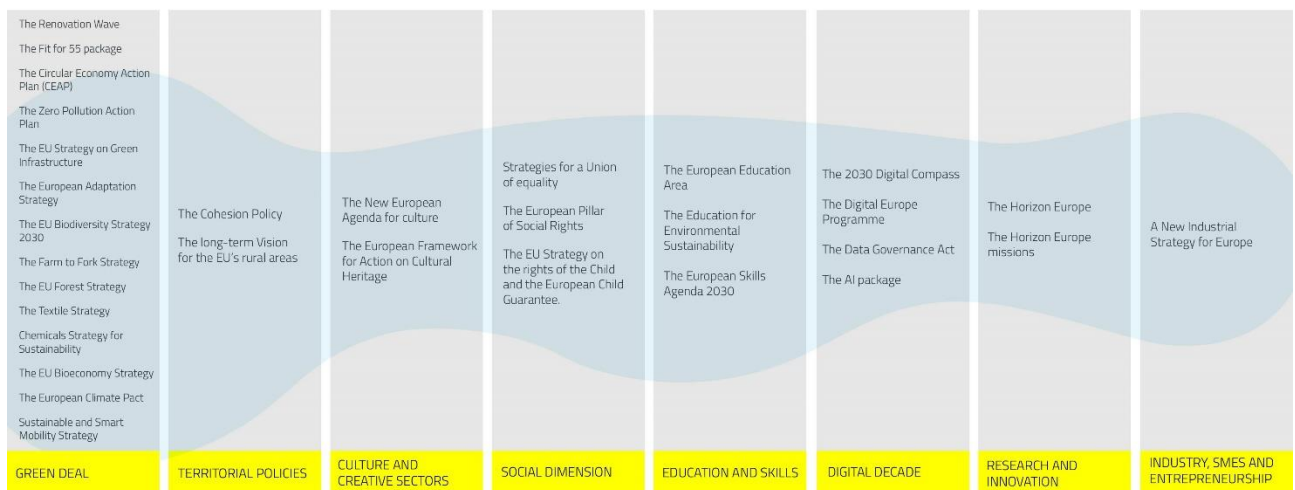 The Renovation Wave
The Fit for 55 package
The Circular Economy Action
Plan (CEAP)
The Zero Pollution Action
Plan
The EU Strategy on Green
Infrastructure
The European Adaptation
Strategy
The EU Biodiversity Strategy
2030
The Farm to Fork Strategy
The EU Forest Strategy
The Textile Strategy
Chemicals Strategy for
Sustainability
The EU Bioeconomy Strategy
The European Climate Pact
Sustainable and Smart
Mobility Strategy
GREEN DEAL
The Cohesion Policy
The long-term Vision
for the EU's rural areas
TERRITORIAL POLICIES
The New European
Agenda for culture
The European Framework
for Action on Cultural
Heritage
CULTURE AND
CREATIVE SECTORS
Strategies for a Union
of equality
The European Pillar
of Social Rights
The EU Strategy on
the rights of the Child
and the European Child
Guarantee.
SOCIAL DIMENSION
The European Education
Area
The Education for
Environmental
Sustainability
The European Skills
Agenda 2030
EDUCATION AND SKILLS
The 2030 Digital Compass
The Digital Europe
Programme
The Data Governance Act
The AI package
DIGITAL DECADE
The Horizon Europe
The Horizon Europe
missions
RESEARCH AND
INNOVATION
A New Industrial
Strategy for Europe
INDUSTRY, SMES AND
ENTREPRENEURSHIP